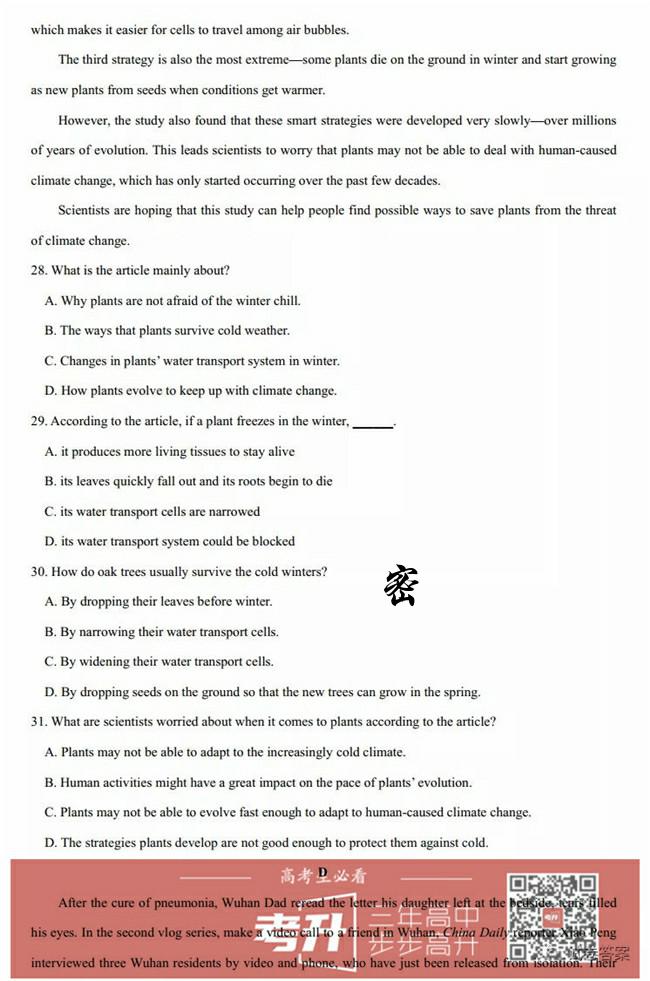 which makes it easier for cells to travel among air bubbles.
The third strategy is also the most extreme—some plants die on the ground in winter and start growing
as new plants from seeds when conditions get warmer.
However, the study also found that these smart strategies were developed very slowly—over millions
of years of evolution. This leads scientists to worry that plants may not be able to deal with human-caused
climate change, which has only started occurring over the past few decades.
Scientists are hoping that this study can help people find possible ways to save plants from the threat
of climate change.
28. What is the article mainly about?
A. Why plants are not afraid of the winter chill.
B. The ways that plants survive cold weather.
C. Changes in plants' water transport system in winter.
D. How plants evolve to keep up with climate change.
29. According to the article, if a plant freezes in the winter, ______.
A. it produces more living tissues to stay alive
B. its leaves quickly fall out and its roots begin to die
C. its water transport cells are narrowed
D. its water transport system could be blocked
30. How do oak trees usually survive the cold winters?
密
A. By dropping their leaves before winter.
B. By narrowing their water transport cells.
C. By widening their water transport cells.
D. By dropping seeds on the ground so that the new trees can grow in the spring.
31. What are scientists worried about when it comes to plants according to the article?
A. Plants may not be able to adapt to the increasingly cold climate.
B. Human activities might have a great impact on the pace of plants' evolution.
C. Plants may not be able to evolve fast enough to adapt to human-caused climate change.
D. The strategies plants develop are not good enough to protect them against cold.
D
高考生必看
After the cure of pneumonia, Wuhan Dad reread the letter his daughter left at the bedside, tears filled
his eyes. In the second vlog series, make a video call to a friend in Wuhan, China Daily reporter Xiao Peng
interviewed three Wuhan residents by video and phone, who have just been released from isolation. Their
考升
三年高中
步步高升
答案